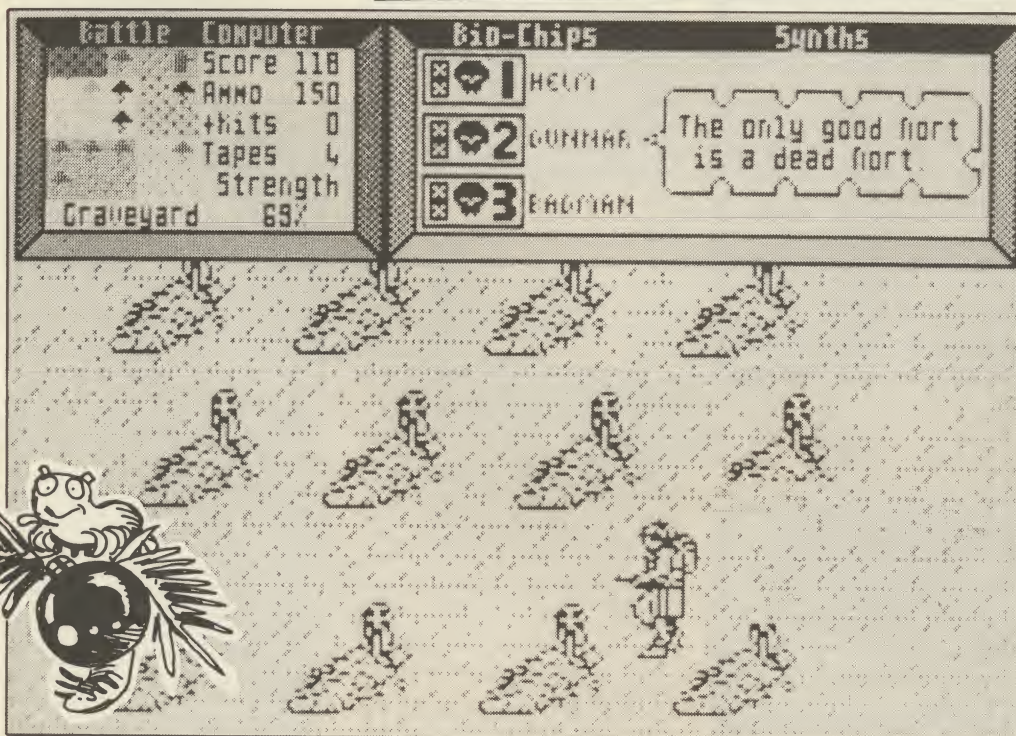 Battle Computer
Score 118
Ammo 150
+hits 0
Tapes 4
Strength
Graveyard 69%
Bio-Chips
Synths
1 HELM
2 GUNNAR
3 BAGMAN
The only good nort
is a dead nort.